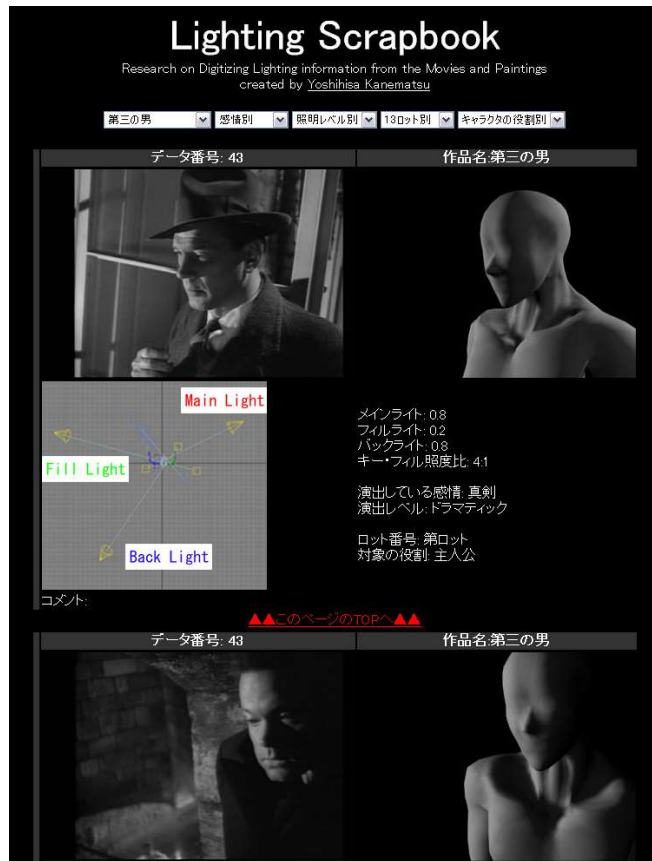 Lighting Scrapbook
Research on Digitizing Lighting information from the Movies and Paintings
created by Yoshihisa Kanematsu
第三の男 感情別 照明レベル別 13ロット別 キャラクタの役割別
データ番号: 43 作品名:第三の男
Main Light
Fill Light
Back Light
メインライト: 0.8
フィルライト: 0.2
バックライト: 0.8
キー・フィル照度比: 4:1
演出している感情: 真剣
演出レベル: ドラマティック
ロット番号: 第ロット
対象の役割: 主人公
コメント:
▲▲このページのTOPへ▲▲
データ番号: 43 作品名:第三の男